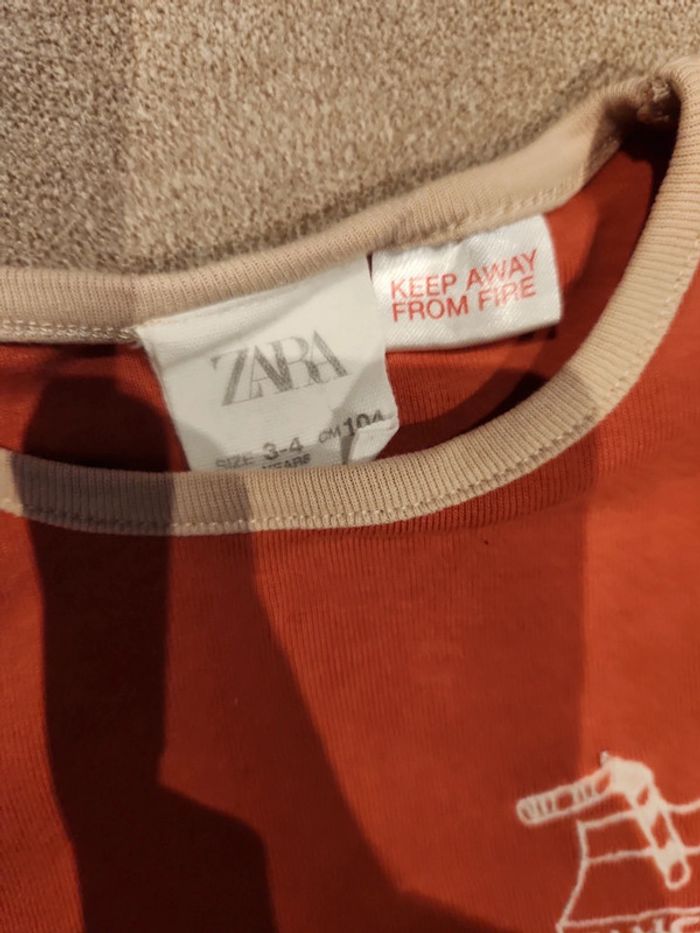 ZARA
SIZE 3-4 CM 104
YEARS
KEEP AWAY
FROM FIRE